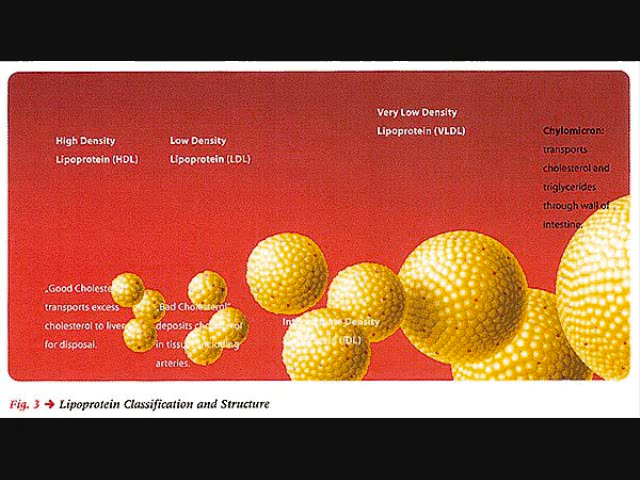 Very Low Density
Lipoprotein (VLDL)
High Density
Lipoprotein (HDL)
Low Density
Lipoprotein (LDL)
Chylomicron:
transports
cholesterol and
triglycerides
through wall of
intestine.
„Good
transports excess
cholesterol to liver
for disposal.
„Bad Cholesterol"
deposits cholesterol
in tissue including
arteries.
Density
(IDL)
Fig. 3 → Lipoprotein Classification and Structure